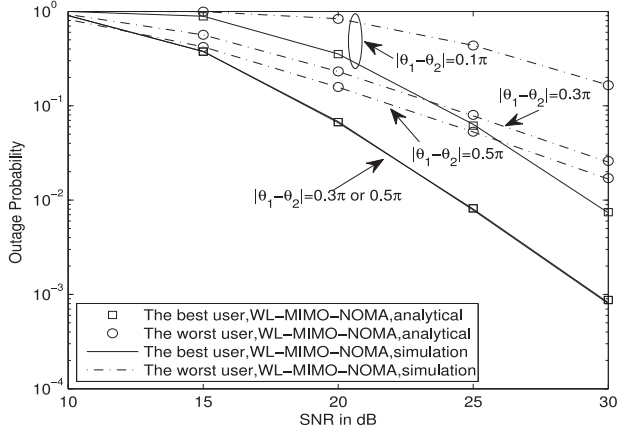 Outage Probability
10⁰
10⁻¹
10⁻²
10⁻³
10⁻⁴
|θ₁−θ₂|=0.1π
|θ₁−θ₂|=0.3π
|θ₁−θ₂|=0.5π
|θ₁−θ₂|=0.3π or 0.5π
The best user,WL−MIMO−NOMA,analytical
The worst user,WL−MIMO−NOMA,analytical
The best user,WL−MIMO−NOMA,simulation
The worst user,WL−MIMO−NOMA,simulation
10 15 20 25 30
SNR in dB